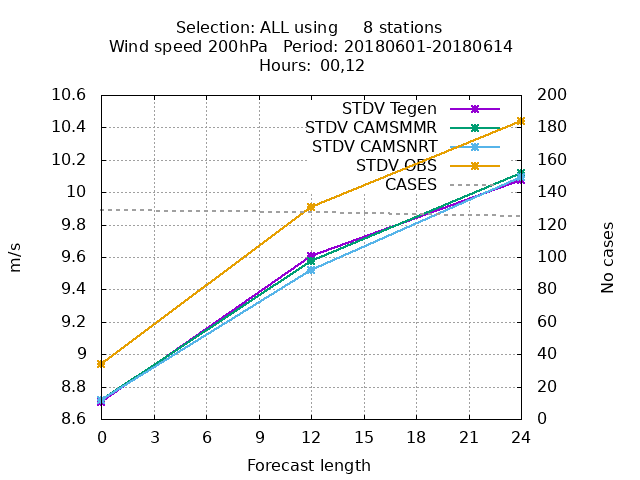 Selection: ALL using     8 stations
Wind speed 200hPa   Period: 20180601-20180614
Hours:  00,12
STDV Tegen
STDV CAMSMMR
STDV CAMSNRT
STDV OBS
CASES
10.6
10.4
10.2
10
9.8
9.6
9.4
9.2
9
8.8
8.6
m/s
200
180
160
140
120
100
80
60
40
20
0
No cases
0 3 6 9 12 15 18 21 24
Forecast length